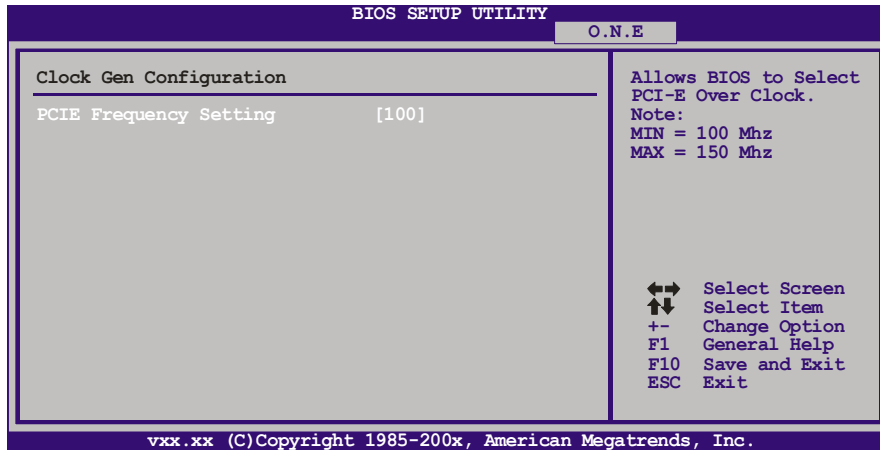 BIOS SETUP UTILITY
O.N.E
Clock Gen Configuration
PCIE Frequency Setting [100]
Allows BIOS to Select
PCI-E Over Clock.
Note:
MIN = 100 Mhz
MAX = 150 Mhz
Select Screen
Select Item
+- Change Option
F1 General Help
F10 Save and Exit
ESC Exit
vxx.xx (C)Copyright 1985-200x, American Megatrends, Inc.